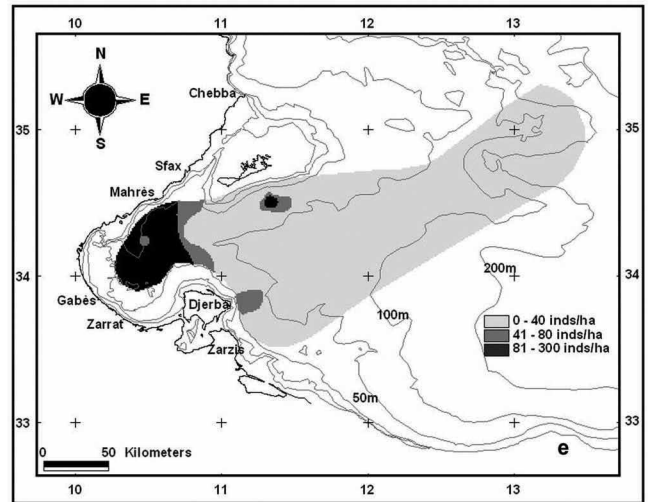 10 11 12 13
N
W E
S
Chebba
35 35
Sfax
Mahrès
34 34
200m
Gabès
Djerba
Zarrat
100m
0 - 40 inds/ha
41 - 80 inds/ha
81 - 300 inds/ha
Zarzis
50m
33 33
e
0 50 Kilometers
10 11 12 13